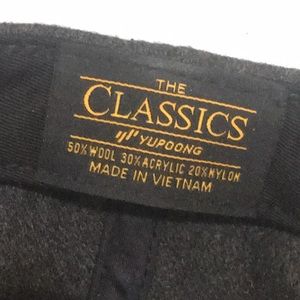 THE
CLASSICS
YUPOONG
50% WOOL 30% ACRYLIC 20% NYLON
MADE IN VIETNAM